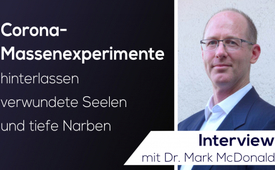 Corona-
Massenexperimente
hinterlassen
verwundete Seelen
und tiefe Narben
Interview
mit Dr. Mark McDonald